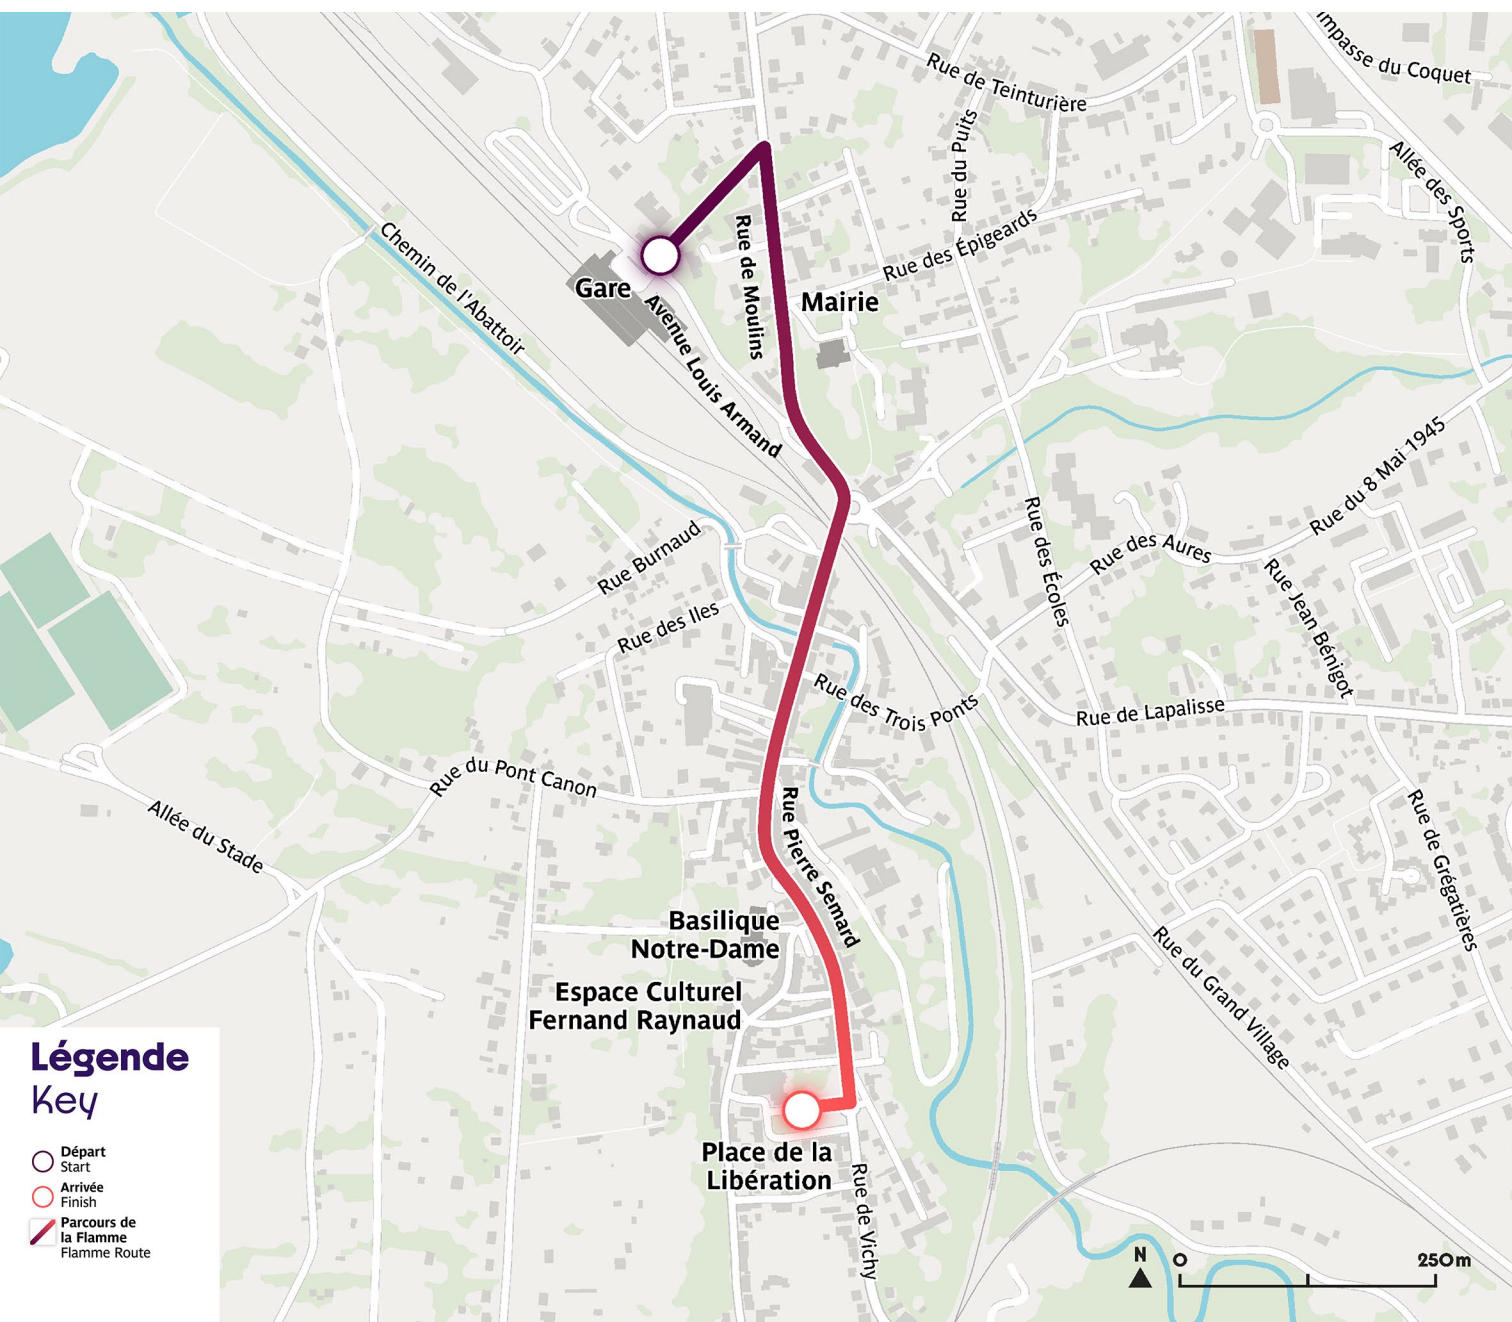 Impasse du Coquet
Rue de Teinturière
Rue du Puits
Allée des Sports
Rue des Épigeards
Chemin de l'Abattoir
Rue de Moulins
Gare
Mairie
Avenue Louis Armand
Rue du 8 Mai 1945
Rue Burnaud
Rue des Écoles
Rue des Aures
Rue Jean Bénigot
Rue des Iles
Rue des Trois Ponts
Rue de Lapalisse
Rue du Pont Canon
Allée du Stade
Rue Pierre Semard
Rue de Grégatières
Basilique
Notre-Dame
Rue du Grand Village
Espace Culturel
Fernand Raynaud
Place de la
Libération
Rue de Vichy
Légende
Key
Départ
Start
Arrivée
Finish
Parcours de
la Flamme
Flamme Route
N
0
250m